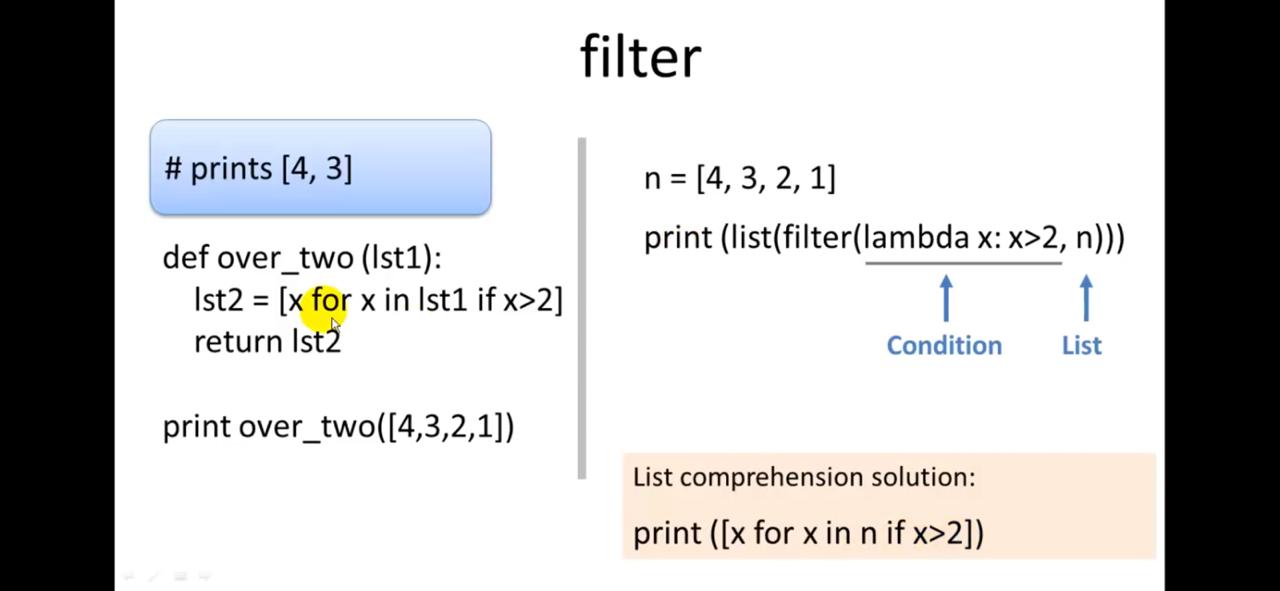 filter
# prints [4, 3]
def over_two (lst1):
    lst2 = [x for x in lst1 if x>2]
    return lst2
print over_two([4,3,2,1])
n = [4, 3, 2, 1]
print (list(filter(lambda x: x>2, n)))
Condition
List
List comprehension solution:
print ([x for x in n if x>2])